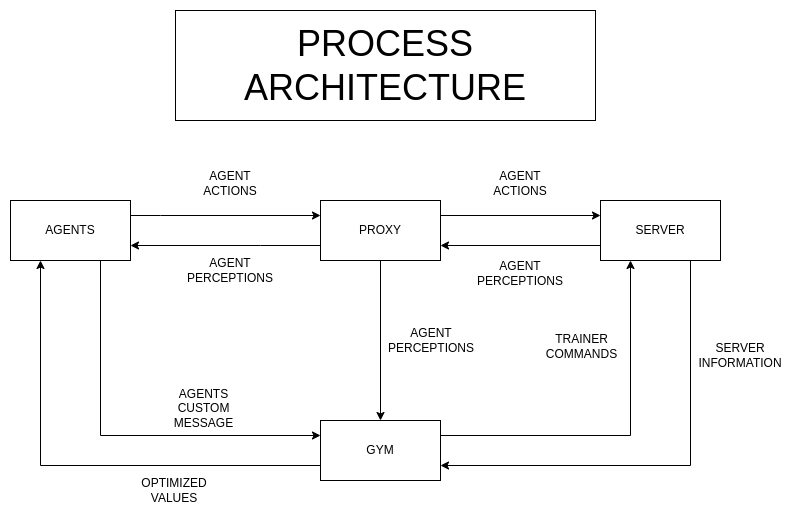 PROCESS
ARCHITECTURE
AGENT
ACTIONS
AGENT
ACTIONS
AGENTS
PROXY
SERVER
AGENT
PERCEPTIONS
AGENT
PERCEPTIONS
AGENT
PERCEPTIONS
TRAINER
COMMANDS
SERVER
INFORMATION
AGENTS
CUSTOM
MESSAGE
GYM
OPTIMIZED
VALUES